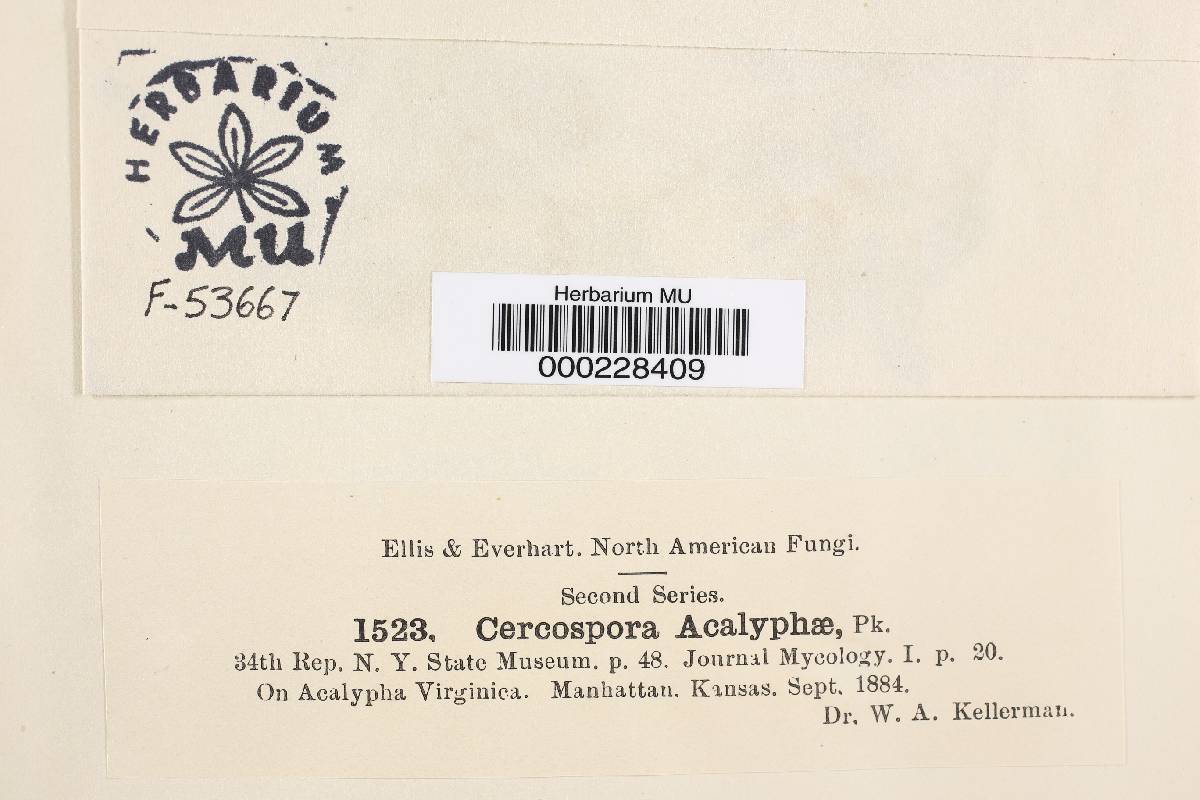 HERBARIUM
MU
F-53667
Herbarium MU
000228409
Ellis & Everhart. North American Fungi.
Second Series.
1523. Cercospora Acalyphæ, Pk.
34th Rep. N. Y. State Museum. p. 48. Journal Mycology. I. p. 20.
On Acalypha Virginica. Manhattan. Kansas. Sept. 1884.
Dr. W. A. Kellerman.